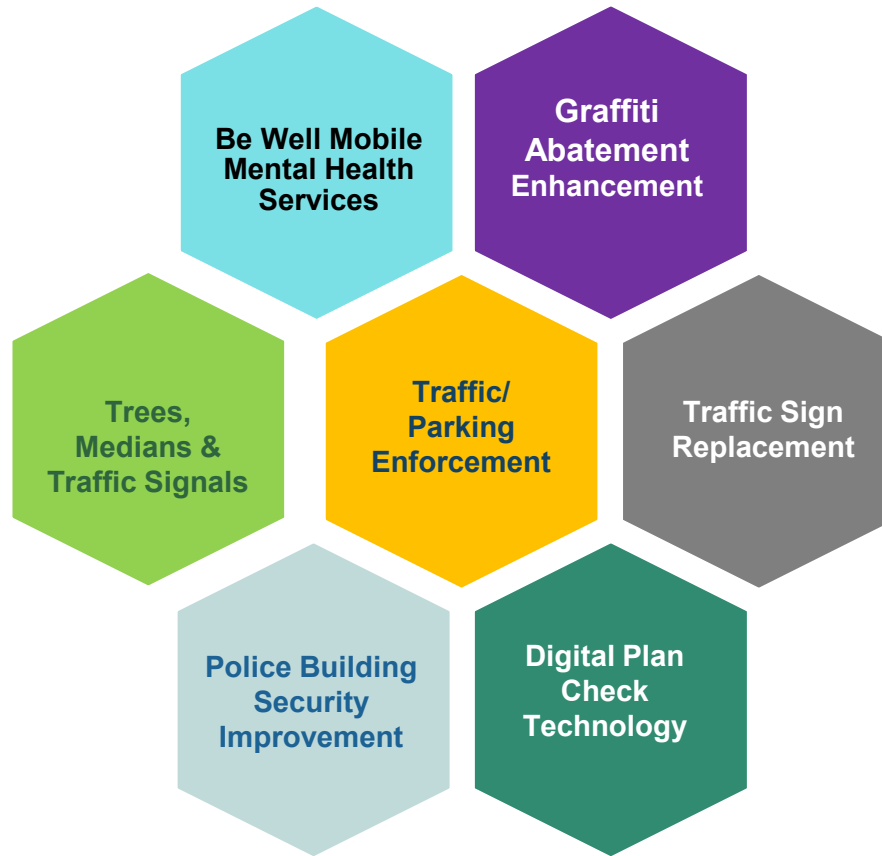 Be Well Mobile
Mental Health
Services
Graffiti
Abatement
Enhancement
Trees,
Medians &
Traffic Signals
Traffic/
Parking
Enforcement
Traffic Sign
Replacement
Police Building
Security
Improvement
Digital Plan
Check
Technology